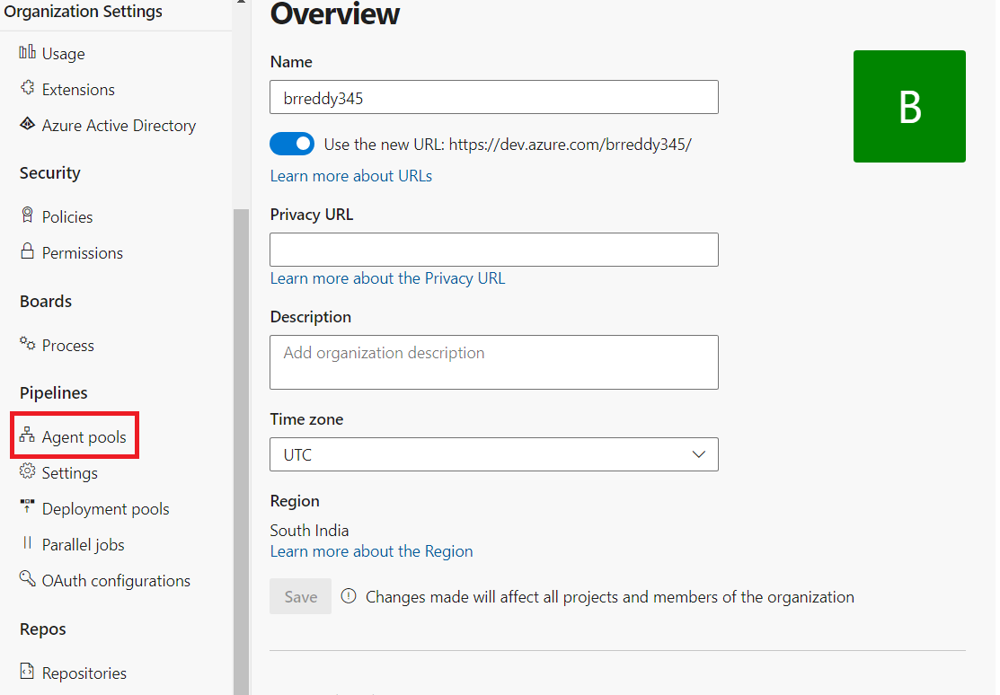 Organization Settings
Usage
Extensions
Azure Active Directory
Security
Policies
Permissions
Boards
Process
Pipelines
Agent pools
Settings
Deployment pools
Parallel jobs
OAuth configurations
Repos
Repositories
Overview
Name
brreddy345
Use the new URL: https://dev.azure.com/brreddy345/
Learn more about URLs
Privacy URL
Learn more about the Privacy URL
Description
Add organization description
Time zone
UTC
Region
South India
Learn more about the Region
Save
Changes made will affect all projects and members of the organization
B